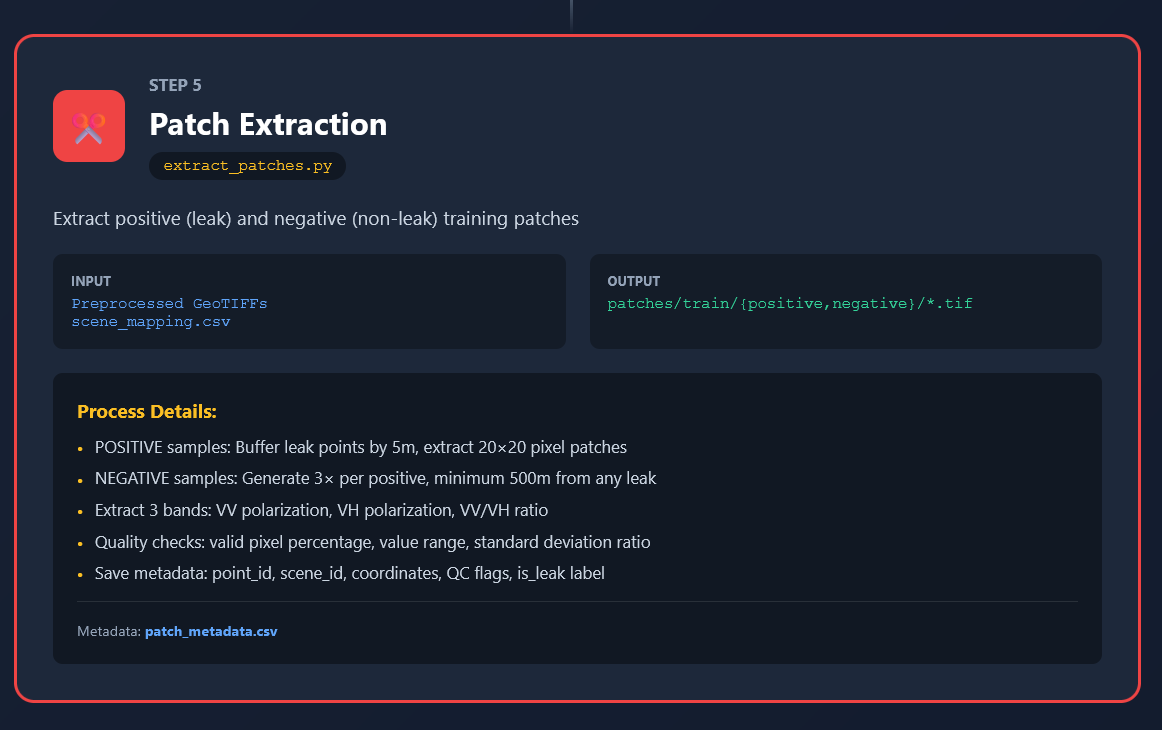 STEP 5
Patch Extraction
extract_patches.py
Extract positive (leak) and negative (non-leak) training patches
INPUT
Preprocessed GeoTIFFs
scene_mapping.csv
OUTPUT
patches/train/{positive,negative}/*.tif
Process Details:
• POSITIVE samples: Buffer leak points by 5m, extract 20×20 pixel patches
• NEGATIVE samples: Generate 3× per positive, minimum 500m from any leak
• Extract 3 bands: VV polarization, VH polarization, VV/VH ratio
• Quality checks: valid pixel percentage, value range, standard deviation ratio
• Save metadata: point_id, scene_id, coordinates, QC flags, is_leak label
Metadata: patch_metadata.csv